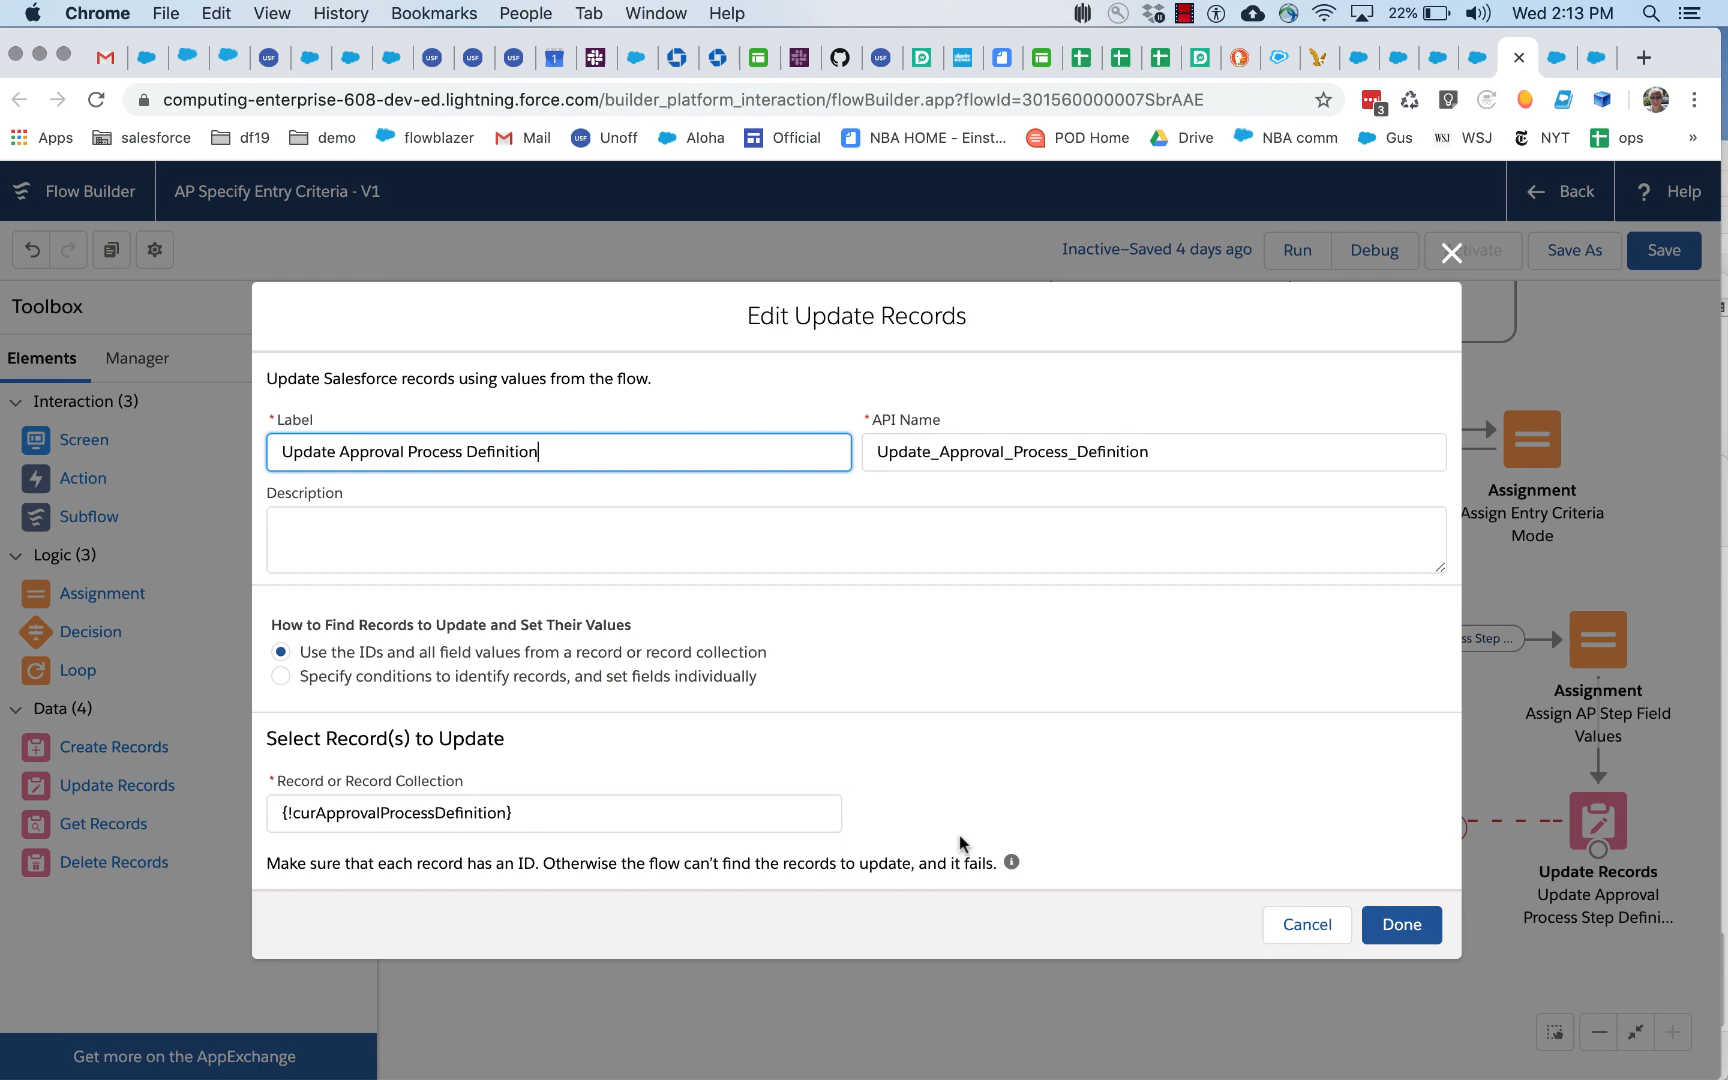 Chrome File Edit View History Bookmarks People Tab Window Help
22% Wed 2:13 PM
computing-enterprise-608-dev-ed.lightning.force.com/builder_platform_interaction/flowBuilder.app?flowId=301560000007SbrAAE
3
Apps salesforce df19 demo flowblazer Mail Unoff Aloha Official NBA HOME - Einst... POD Home Drive NBA comm Gus WSJ NYT ops »
Flow Builder AP Specify Entry Criteria - V1 Back ? Help
Inactive–Saved 4 days ago Run Debug Save As Save
Toolbox
Elements Manager
Interaction (3)
Screen
Action
Subflow
Logic (3)
Assignment
Decision
Loop
Data (4)
Create Records
Update Records
Get Records
Delete Records
Get more on the AppExchange
Edit Update Records
Update Salesforce records using values from the flow.
* Label
Update Approval Process Definition
* API Name
Update_Approval_Process_Definition
Description
How to Find Records to Update and Set Their Values
Use the IDs and all field values from a record or record collection
Specify conditions to identify records, and set fields individually
Select Record(s) to Update
* Record or Record Collection
{!curApprovalProcessDefinition}
Make sure that each record has an ID. Otherwise the flow can't find the records to update, and it fails.
Cancel Done
Assignment
Assign Entry Criteria
Mode
ss Step ...
Assignment
Assign AP Step Field
Values
Update Records
Update Approval
Process Step Defini...